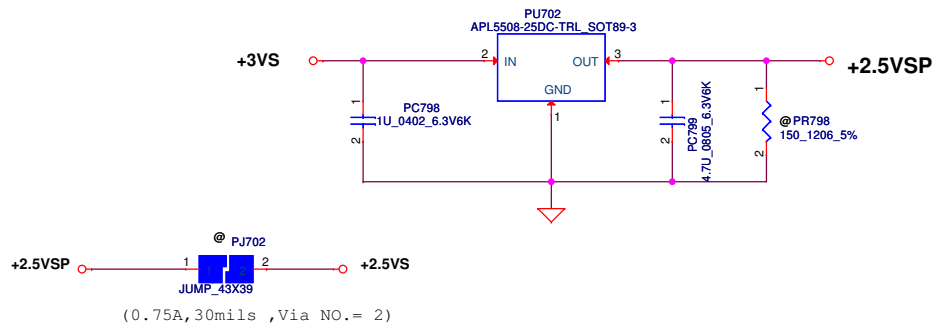 PU702
APL5508-25DC-TRL_SOT89-3
+3VS
2
IN
OUT
3
+2.5VSP
GND
1
1
PC798
1U_0402_6.3V6K
2
1
PC799
4.7U_0805_6.3V6K
2
1
@ PR798
150_1206_5%
2
@ PJ702
+2.5VSP
1
1
2
2
+2.5VS
JUMP_43X39
(0.75A,30mils ,Via NO.= 2)